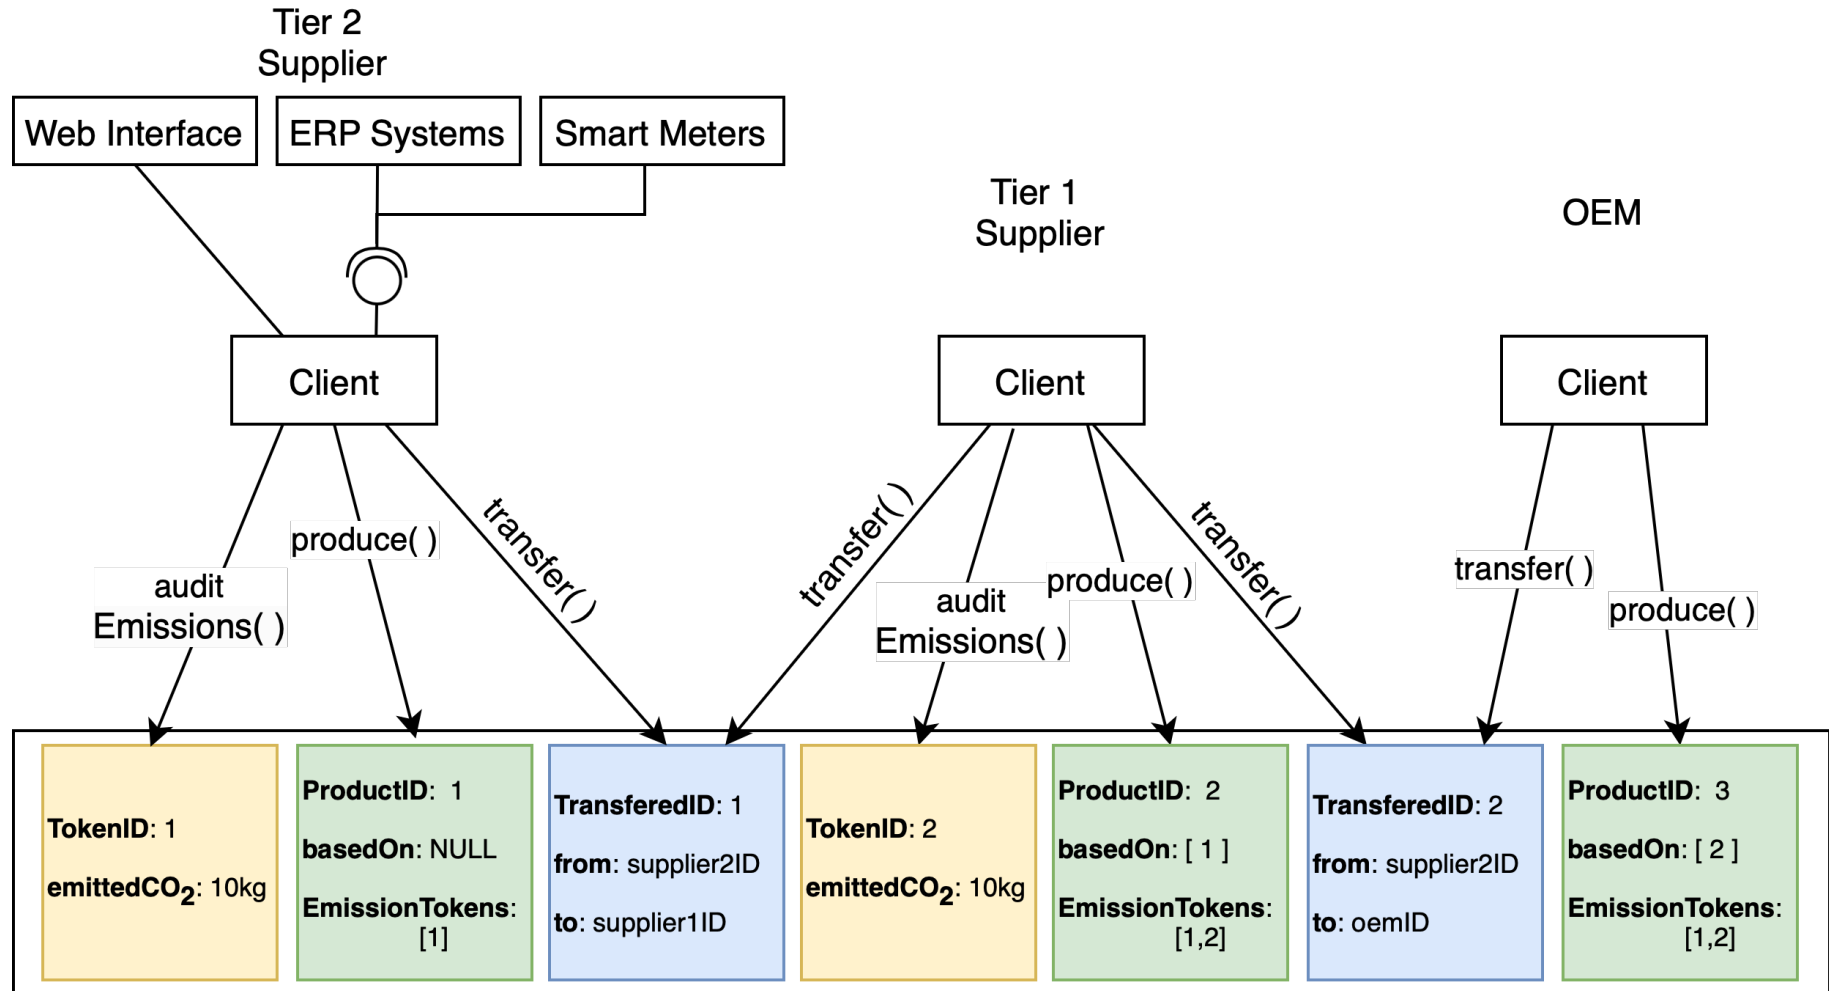 Tier 2
Supplier
Web Interface
ERP Systems
Smart Meters
Tier 1
Supplier
OEM
Client
Client
Client
audit
Emissions( )
produce( )
transfer( )
transfer( )
audit
Emissions( )
produce( )
transfer( )
transfer( )
produce( )
TokenID: 1
emittedCO2: 10kg
ProductID: 1
basedOn: NULL
EmissionTokens:
[1]
TransferedID: 1
from: supplier2ID
to: supplier1ID
TokenID: 2
emittedCO2: 10kg
ProductID: 2
basedOn: [ 1 ]
EmissionTokens:
[1,2]
TransferedID: 2
from: supplier2ID
to: oemID
ProductID: 3
basedOn: [ 2 ]
EmissionTokens:
[1,2]